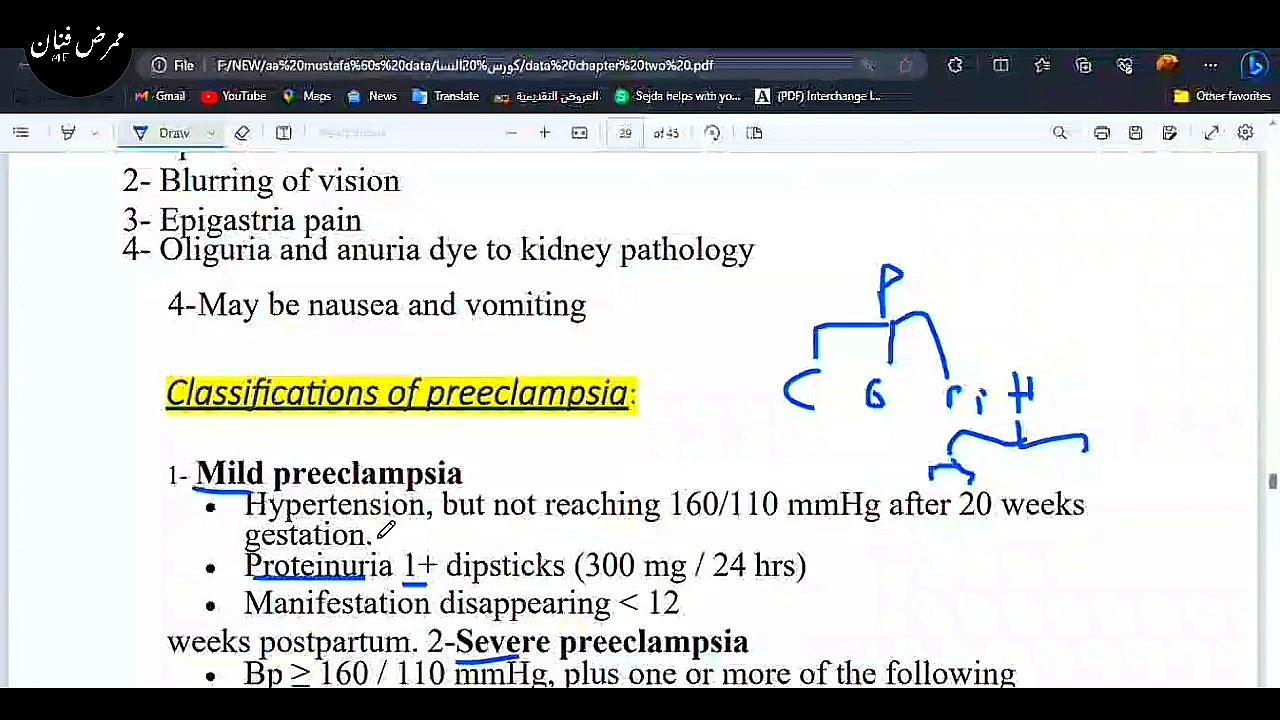 ممرض فنان
MF
File F:/NEW/aa%20mustafa%60s%20data/كورس%20النسا/data%20chapter%20two%20.pdf
Gmail YouTube Maps News Translate العروض التقديمية Sejda helps with yo... A (PDF) Interchange I... Other favorites
Draw 29 of 45
2- Blurring of vision
3- Epigastria pain
4- Oliguria and anuria dye to kidney pathology
4-May be nausea and vomiting
P
C G r i H
Classifications of preeclampsia:
1- Mild preeclampsia
• Hypertension, but not reaching 160/110 mmHg after 20 weeks
gestation.
• Proteinuria 1+ dipsticks (300 mg / 24 hrs)
• Manifestation disappearing < 12
weeks postpartum. 2-Severe preeclampsia
• Bp ≥ 160 / 110 mmHg, plus one or more of the following